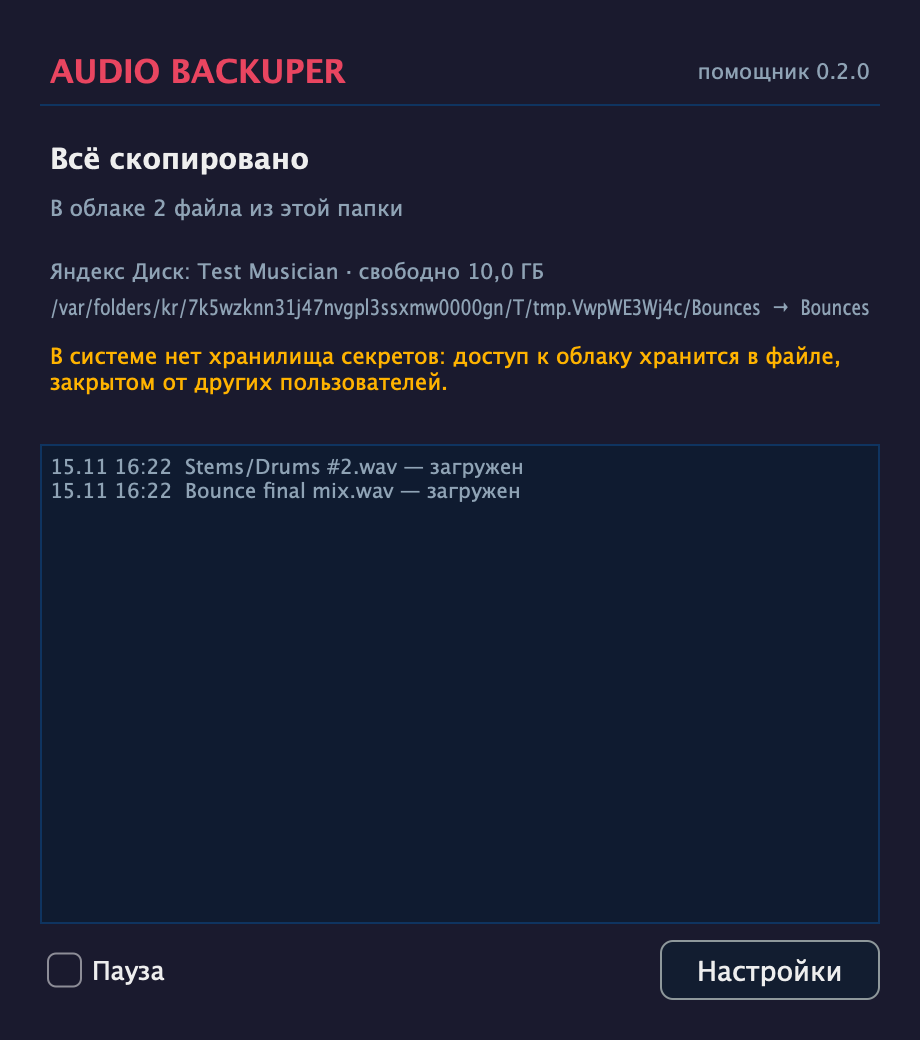 AUDIO BACKUPER
помощник 0.2.0
Всё скопировано
В облаке 2 файла из этой папки
Яндекс Диск: Test Musician · свободно 10,0 ГБ
/var/folders/kr/7k5wzknn31j47nvgpl3ssxmw0000gn/T/tmp.VwpWE3Wj4c/Bounces → Bounces
В системе нет хранилища секретов: доступ к облаку хранится в файле,
закрытом от других пользователей.
15.11 16:22 Stems/Drums #2.wav — загружен
15.11 16:22 Bounce final mix.wav — загружен
Пауза
Настройки